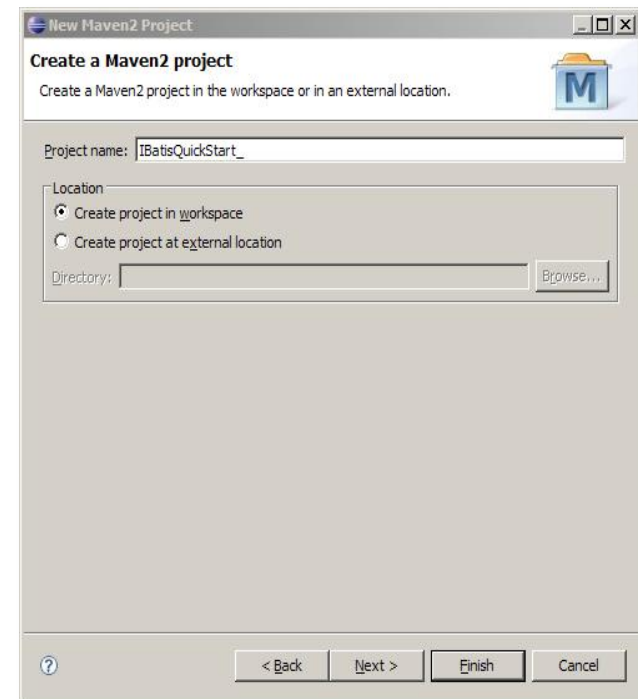 New Maven2 Project
Create a Maven2 project
Create a Maven2 project in the workspace or in an external location.
M
Project name: IBatisQuickStart_
Location
Create project in workspace
Create project at external location
Directory: Browse...
? < Back Next > Finish Cancel